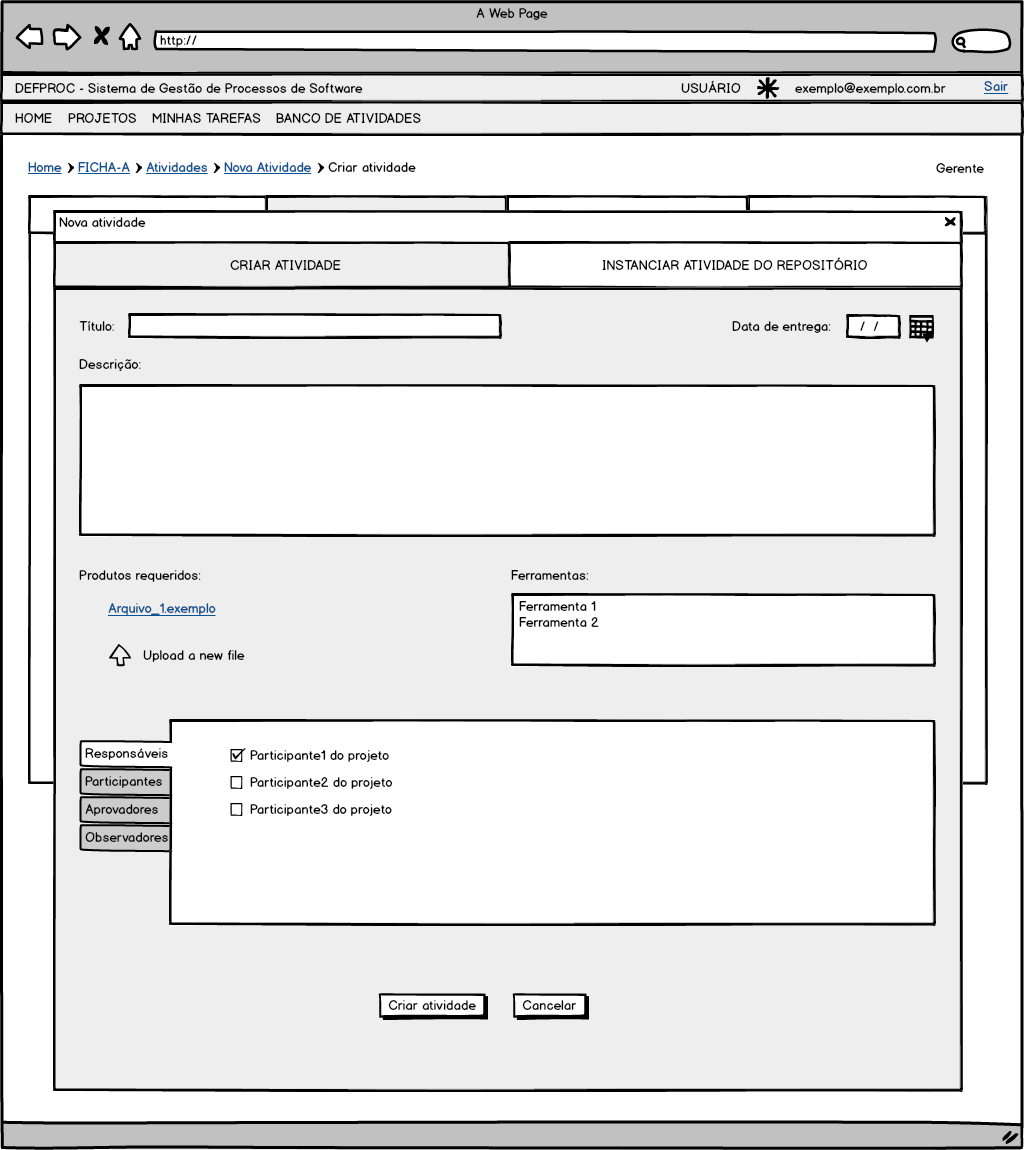 A Web Page
http://
DEFPROC - Sistema de Gestão de Processos de Software USUÁRIO exemplo@exemplo.com.br Sair
HOME PROJETOS MINHAS TAREFAS BANCO DE ATIVIDADES
Home FICHA-A Atividades Nova Atividade Criar atividade Gerente
Nova atividade
CRIAR ATIVIDADE INSTANCIAR ATIVIDADE DO REPOSITÓRIO
Título: Data de entrega: / /
Descrição:
Produtos requeridos: Ferramentas:
Arquivo_1.exemplo
Ferramenta 1
Ferramenta 2
Upload a new file
Responsáveis
Participantes
Aprovadores
Observadores
Participante1 do projeto
Participante2 do projeto
Participante3 do projeto
Criar atividade Cancelar